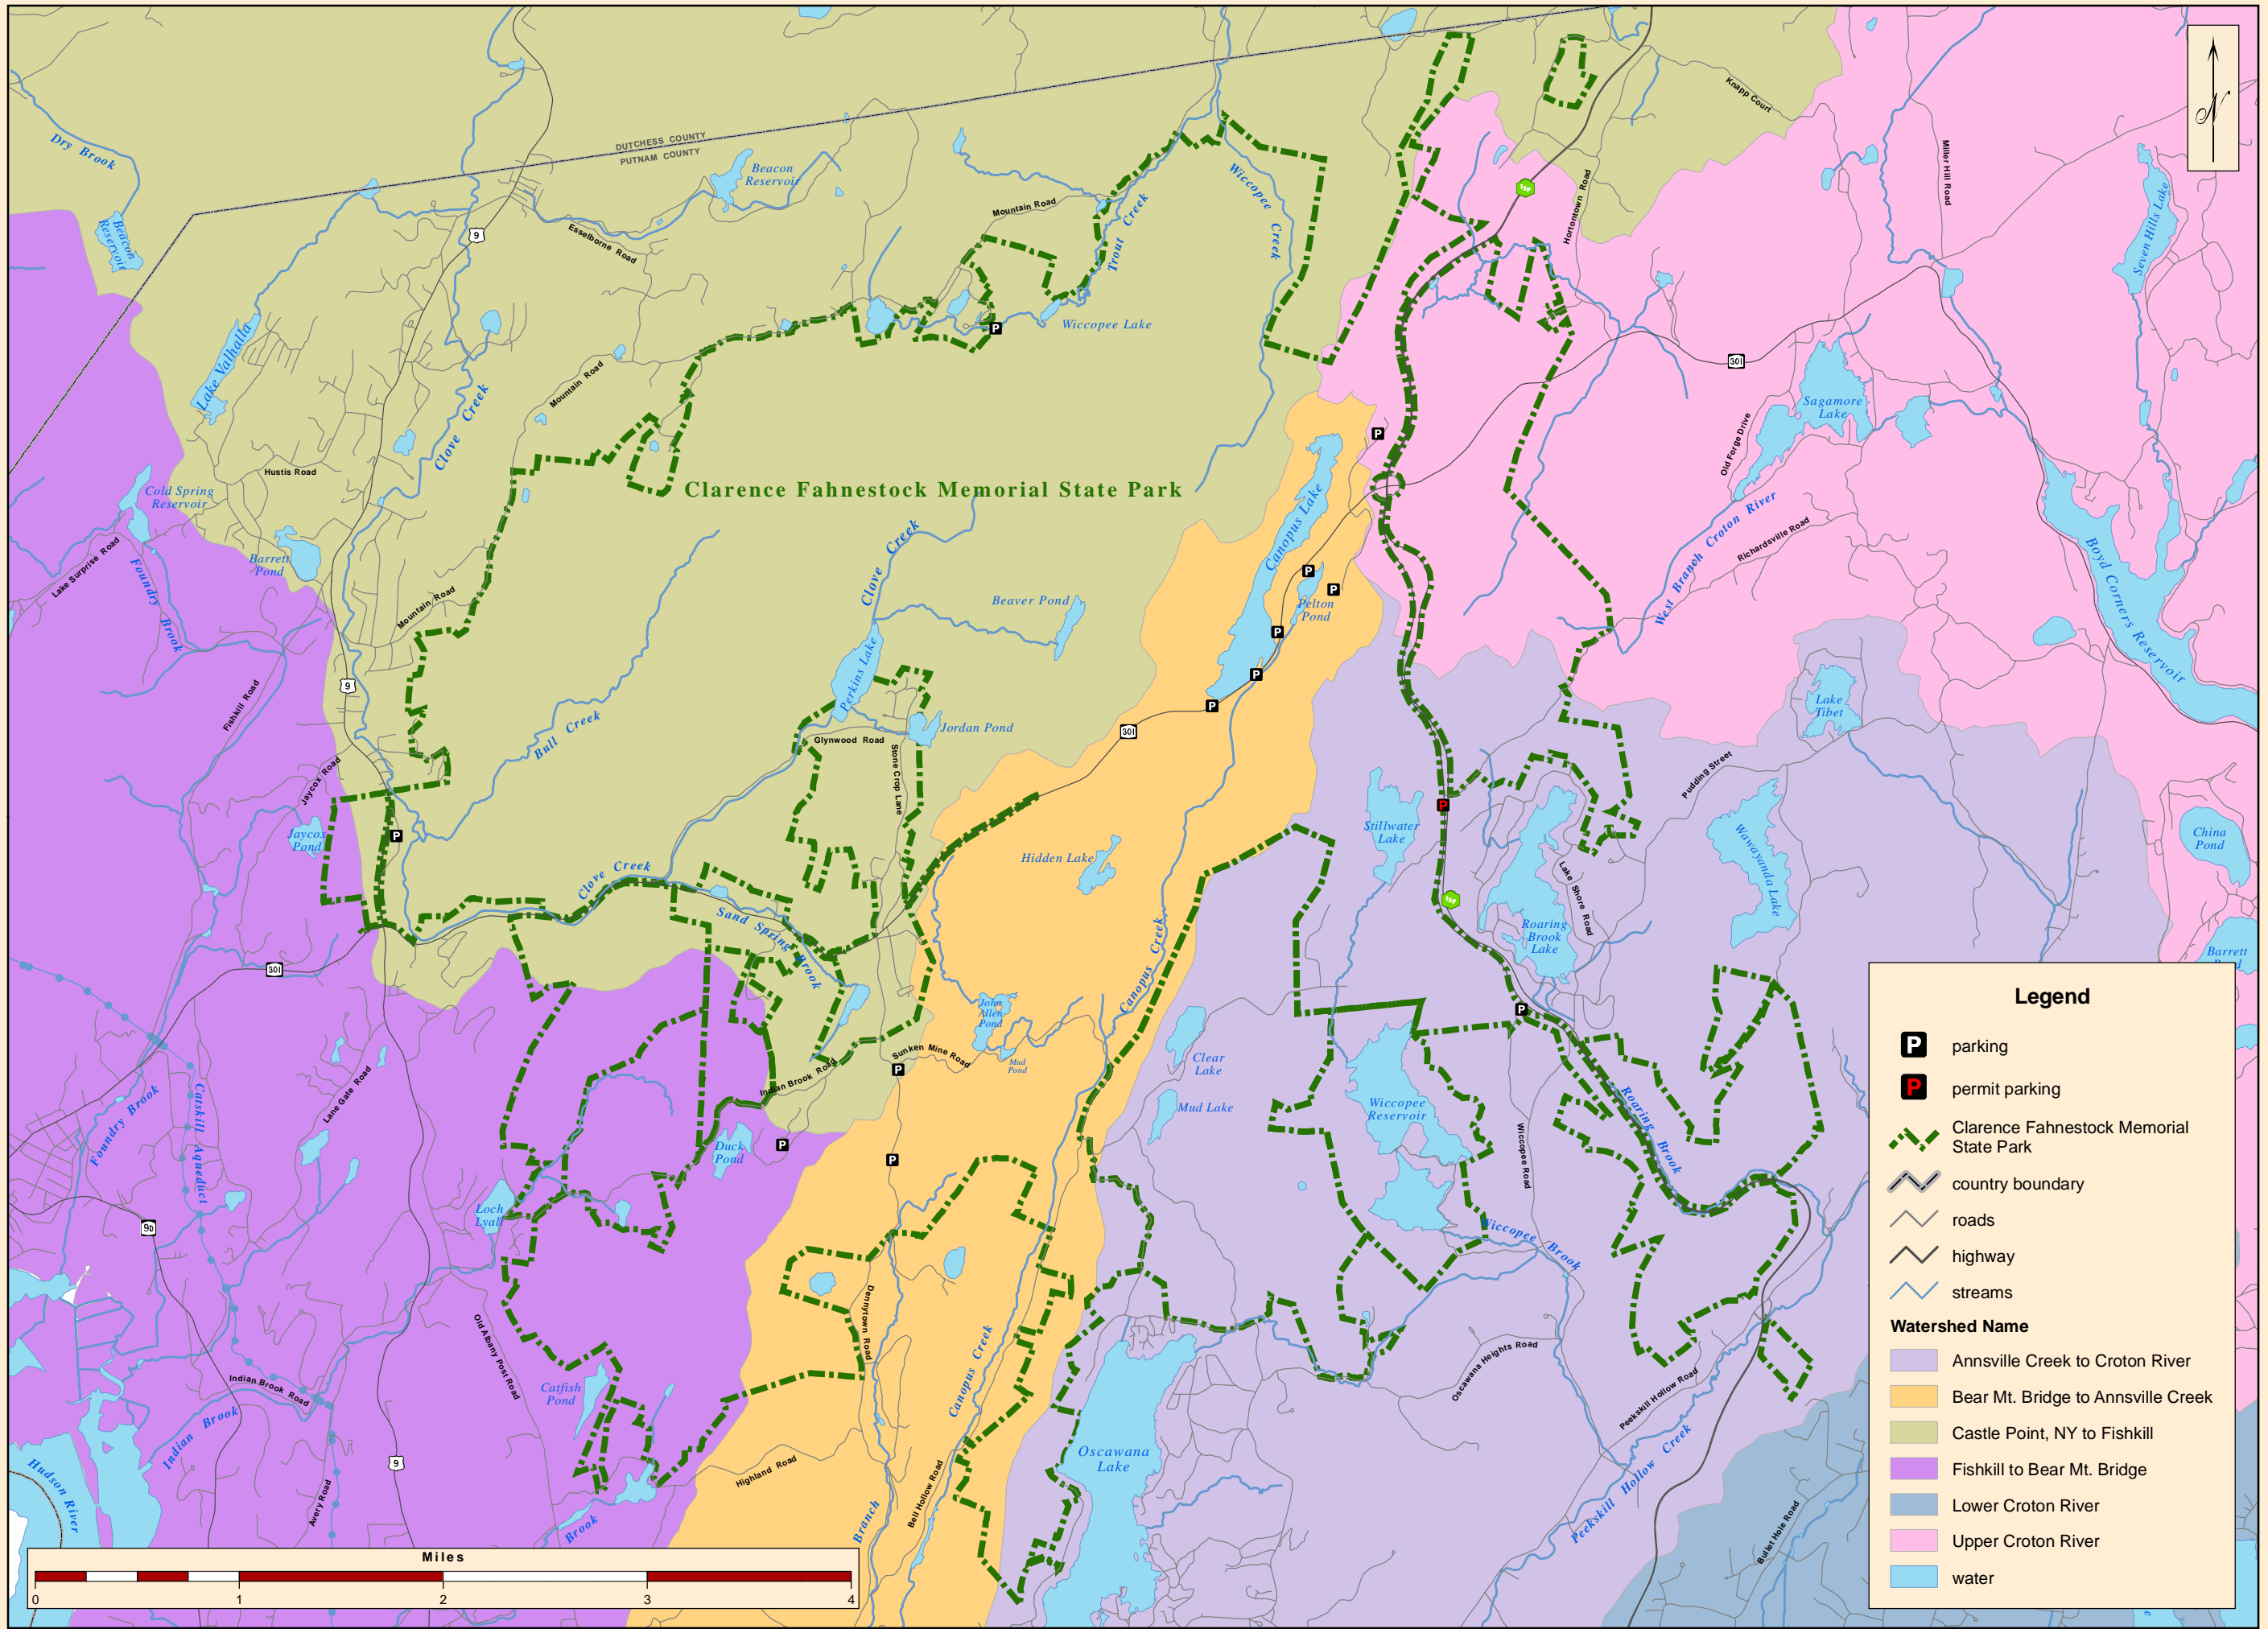 Knapp Court
Dry Brook
DUTCHESS COUNTY
PUTNAM COUNTY
Beacon
Reservoir
Miller Hill Road
N
Wiccopee
Creek
Hortontown Road
Seven Hills Lake
Mountain Road
Trout Creek
Beacon
Reservoir
9
Esselborne Road
P
Wiccopee Lake
Lake Valhalla
301
Mountain Road
Clove Creek
Sagamore
Lake
Old Forge Drive
P
Hustis Road
Clarence Fahnestock Memorial State Park
Cold Spring
Reservoir
Canopus Lake
West Branch Croton River
Richardsville Road
Lake Surprise Road
Foundry
Brook
Barrett
Pond
Clove Creek
P
P
Pelton
Pond
Boyd Corners Reservoir
Mountain Road
Beaver Pond
P
9
Perkins Lake
P
P
Lake
Tibet
Fishkill Road
Bull Creek
Jordan Pond
Glynwood Road
301
Stone Crop Lane
Jaycox Road
Pudding Street
P
Stillwater
Lake
Jaycox
Pond
P
Wawayanda Lake
China
Pond
Hidden Lake
Clove Creek
Lake Shore Road
Sand Spring Brook
Roaring
Brook
Lake
Canopus Creek
Barrett
301
John
Allen
Pond
P
Mud
Pond
Sunken Mine Road
P
Clear
Lake
Indian Brook Road
Lane Gate Road
Catskill Aqueduct
Foundry Brook
Mud Lake
Wiccopee
Reservoir
Roaring Brook
Duck
Pond
P
P
Wiccopee Road
Loch
Lyall
9D
Wiccopee Brook
Dennytown Road
Old Albany Post Road
Canopus Creek
Oscawana Heights Road
Indian Brook Road
Catfish
Pond
Peekskill Hollow Road
Indian Brook
Oscawana
Lake
9
Highland Road
Hudson River
Avery Road
Bell Hollow Road
Brook
Branch
Peekskill Hollow Creek
Bullet Hole Road
Legend
P parking
P permit parking
Clarence Fahnestock Memorial
State Park
country boundary
roads
highway
streams
Watershed Name
Annsville Creek to Croton River
Bear Mt. Bridge to Annsville Creek
Castle Point, NY to Fishkill
Fishkill to Bear Mt. Bridge
Lower Croton River
Upper Croton River
water
Miles
0 1 2 3 4